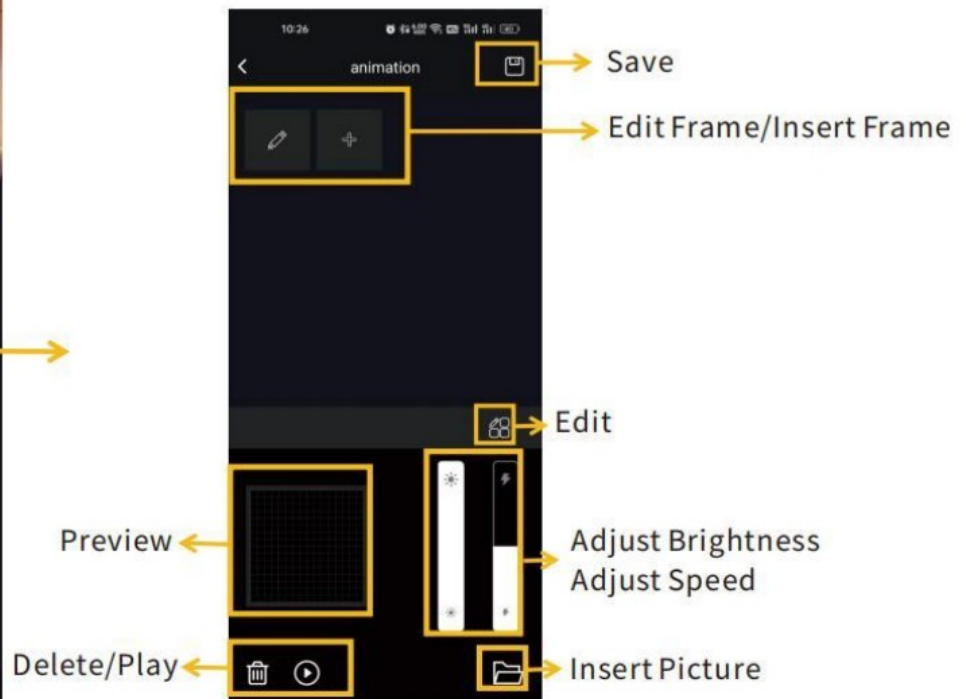 10:26
animation
Save
Edit Frame/Insert Frame
Edit
Preview
Adjust Brightness
Adjust Speed
Delete/Play
Insert Picture